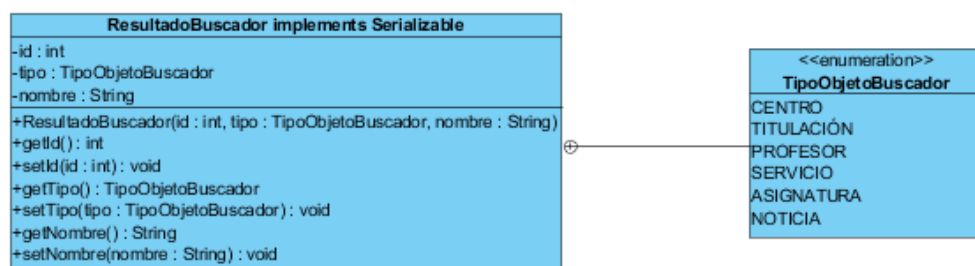 ResultadoBuscador implements Serializable
-id : int
-tipo : TipoObjetoBuscador
-nombre : String
+ResultadoBuscador(id : int, tipo : TipoObjetoBuscador, nombre : String)
+getId() : int
+setId(id : int) : void
+getTipo() : TipoObjetoBuscador
+setTipo(tipo : TipoObjetoBuscador) : void
+getNombre() : String
+setNombre(nombre : String) : void
<<enumeration>>
TipoObjetoBuscador
CENTRO
TITULACIÓN
PROFESOR
SERVICIO
ASIGNATURA
NOTICIA